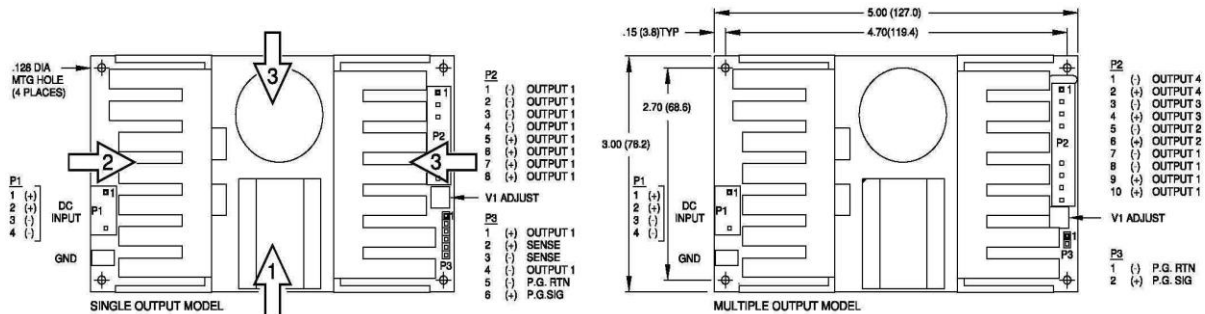 .126 DIA
MTG HOLE
(4 PLACES)
3
2
3
1
P1
1 (+)
2 (+)
3 (-)
4 (-)
DC
INPUT
GND
1
P1
1
P2
1
P3
P2
1 (-) OUTPUT 1
2 (-) OUTPUT 1
3 (-) OUTPUT 1
4 (-) OUTPUT 1
5 (+) OUTPUT 1
6 (+) OUTPUT 1
7 (+) OUTPUT 1
8 (+) OUTPUT 1
V1 ADJUST
P3
1 (+) OUTPUT 1
2 (+) SENSE
3 (-) SENSE
4 (-) OUTPUT 1
5 (-) P.G. RTN
6 (+) P.G.SIG
SINGLE OUTPUT MODEL
5.00 (127.0)
.15 (3.8)TYP
4.70(119.4)
2.70 (68.6)
3.00 (76.2)
P1
1 (+)
2 (+)
3 (-)
4 (-)
DC
INPUT
GND
1
P1
1
P2
1
P3
P2
1 (-) OUTPUT 4
2 (+) OUTPUT 4
3 (-) OUTPUT 3
4 (+) OUTPUT 3
5 (-) OUTPUT 2
6 (+) OUTPUT 2
7 (-) OUTPUT 1
8 (-) OUTPUT 1
9 (+) OUTPUT 1
10 (+) OUTPUT 1
V1 ADJUST
P3
1 (-) P.G. RTN
2 (+) P.G. SIG
MULTIPLE OUTPUT MODEL